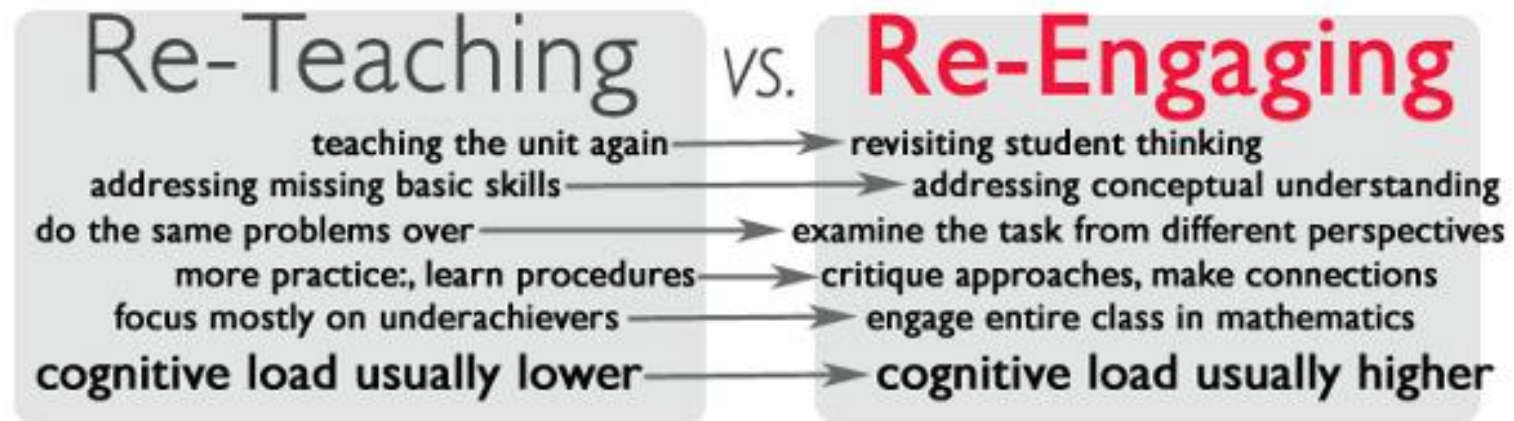 Re-Teaching vs. Re-Engaging
teaching the unit again revisiting student thinking
addressing missing basic skills addressing conceptual understanding
do the same problems over examine the task from different perspectives
more practice:, learn procedures critique approaches, make connections
focus mostly on underachievers engage entire class in mathematics
cognitive load usually lower cognitive load usually higher